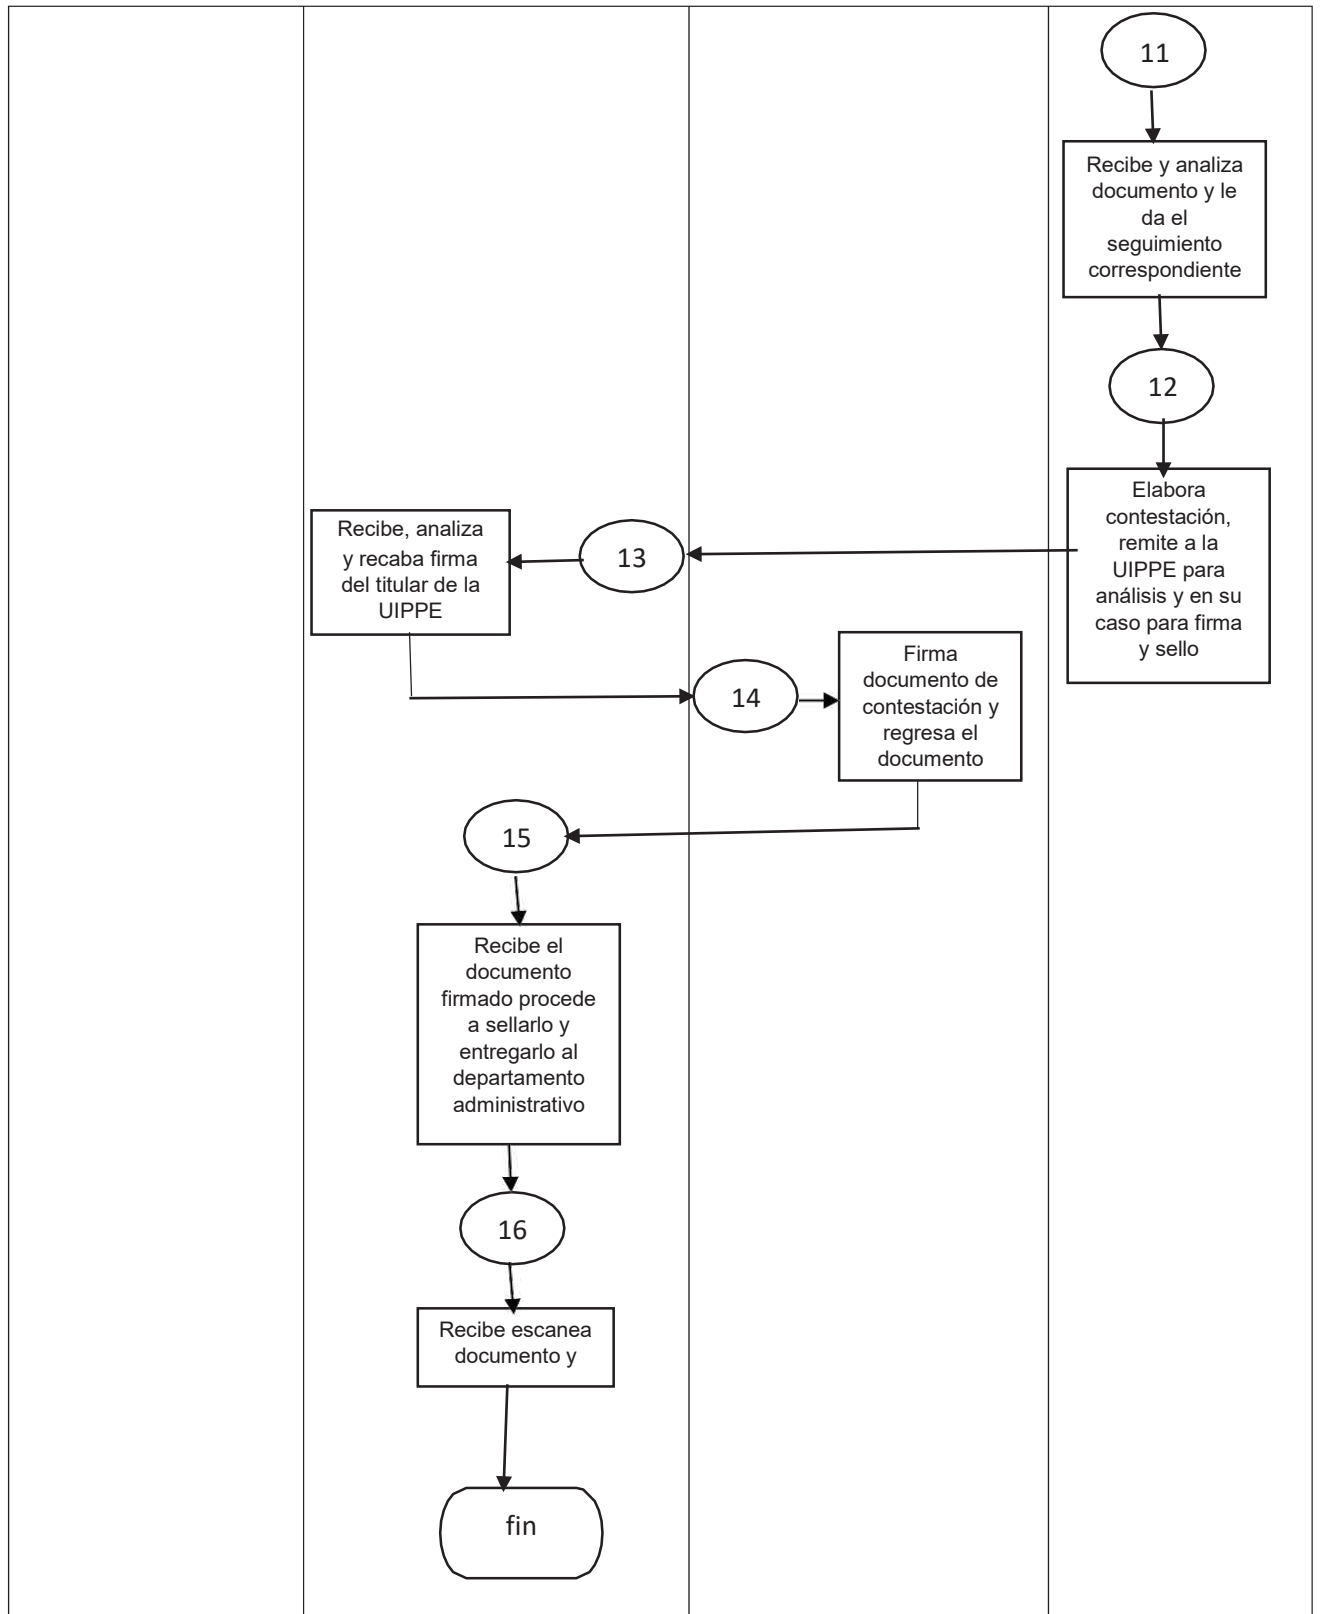 11
Recibe y analiza
documento y le
da el
seguimiento
correspondiente
12
Elabora
contestación,
remite a la
UIPPE para
análisis y en su
caso para firma
y sello
13
Recibe, analiza
y recaba firma
del titular de la
UIPPE
14
Firma
documento de
contestación y
regresa el
documento
15
Recibe el
documento
firmado procede
a sellarlo y
entregarlo al
departamento
administrativo
16
Recibe escanea
documento y
fin